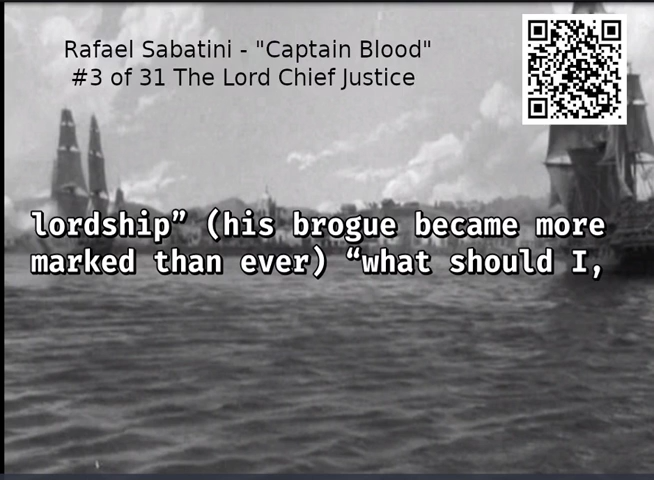 Rafael Sabatini - "Captain Blood"
#3 of 31 The Lord Chief Justice
lordship” (his brogue became more
marked than ever) “what should I,